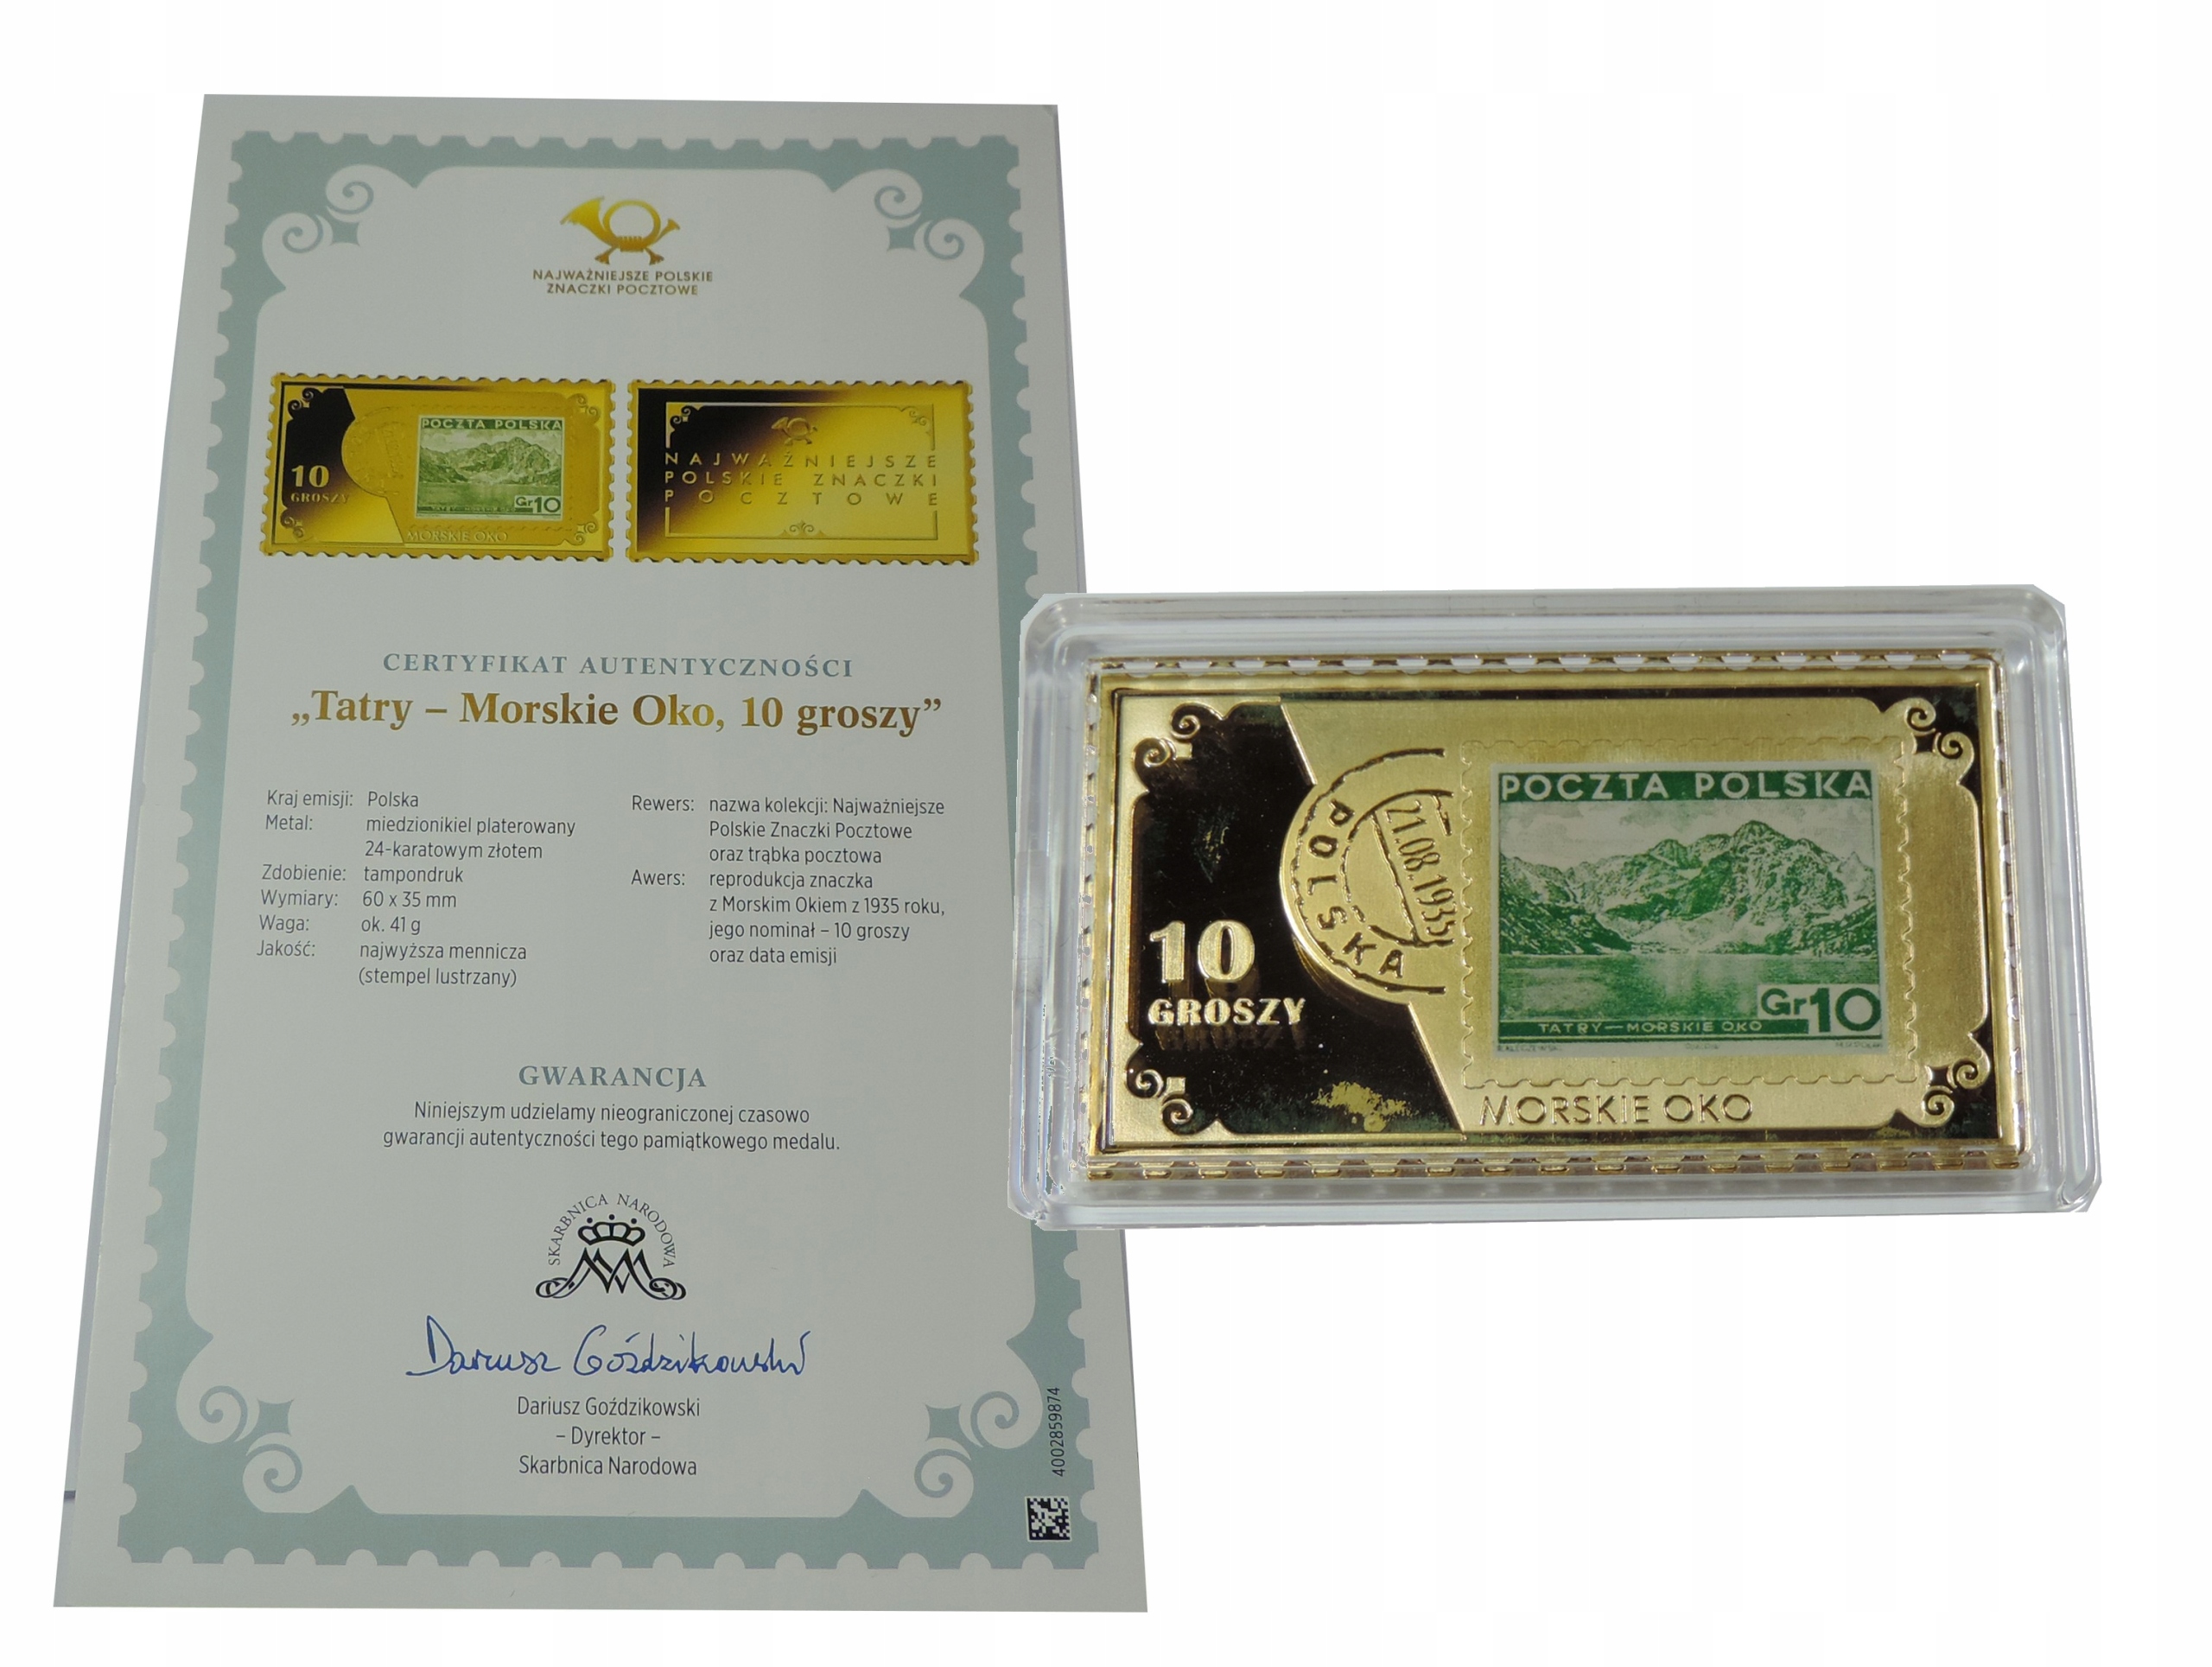 NAJWAŻNIEJSZE POLSKIE
ZNACZKI POCZTOWE
10
GROSZY
POCZTA POLSKA
Gr10
TATRY—MORSKIE OKO
MORSKIE OKO
NAJWAŻNIEJSZE
POLSKIE ZNACZKI
POCZTOWE
CERTYFIKAT AUTENTYCZNOŚCI
„Tatry – Morskie Oko, 10 groszy”
Kraj emisji: Polska
Metal: miedzionikiel platerowany
24-karatowym złotem
Zdobienie: tampondruk
Wymiary: 60 x 35 mm
Waga: ok. 41 g
Jakość: najwyższa mennicza
(stempel lustrzany)
Rewers: nazwa kolekcji: Najważniejsze
Polskie Znaczki Pocztowe
oraz trąbka pocztowa
Awers: reprodukcja znaczka
z Morskim Okiem z 1935 roku,
jego nominał – 10 groszy
oraz data emisji
GWARANCJA
Niniejszym udzielamy nieograniczonej czasowo
gwarancji autentyczności tego pamiątkowego medalu.
SKARBNICA NARODOWA
Dariusz Goździkowski
Dariusz Goździkowski
– Dyrektor –
Skarbnica Narodowa
4002859874
10
GROSZY
POLSKA
21.08.1935
POCZTA POLSKA
Gr10
TATRY—MORSKIE OKO
MORSKIE OKO